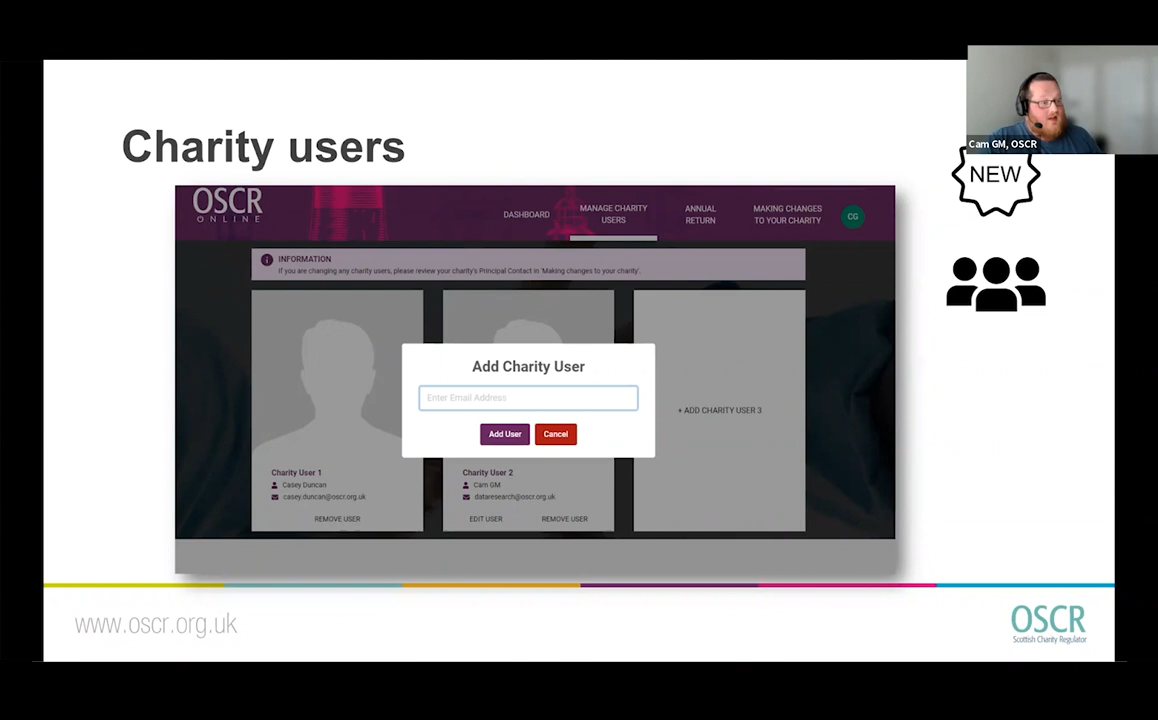 Cam GM, OSCR
Charity users
NEW
OSCR
ONLINE
DASHBOARD
MANAGE CHARITY
USERS
ANNUAL
RETURN
MAKING CHANGES
TO YOUR CHARITY
CG
i
INFORMATION
If you are changing any charity users, please review your charity's Principal Contact in 'Making changes to your charity'.
Add Charity User
Enter Email Address
Add User
Cancel
+ ADD CHARITY USER 3
Charity User 1
Casey Duncan
casey.duncan@oscr.org.uk
REMOVE USER
Charity User 2
Cam GM
dataresearch@oscr.org.uk
EDIT USER
REMOVE USER
www.oscr.org.uk
OSCR
Scottish Charity Regulator